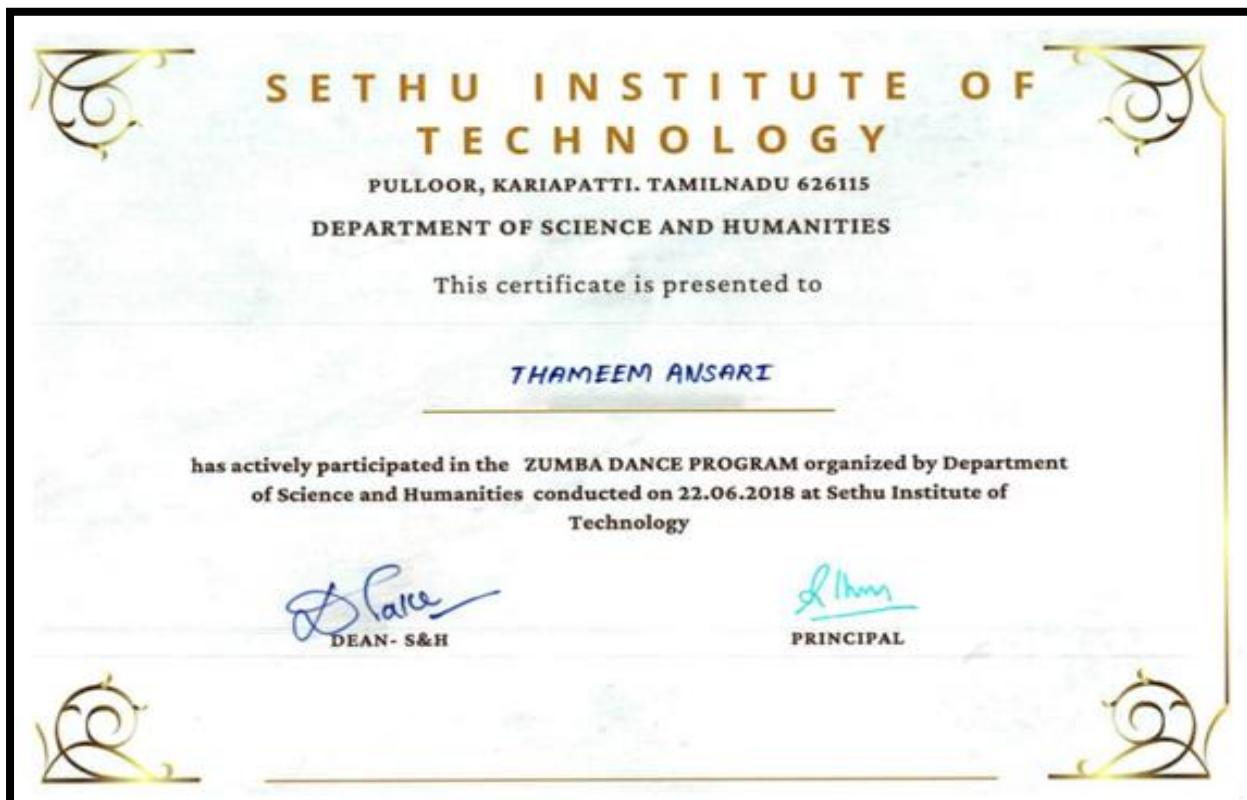 SETHU INSTITUTE OF
TECHNOLOGY
PULLOOR, KARIAPATTI. TAMILNADU 626115
DEPARTMENT OF SCIENCE AND HUMANITIES
This certificate is presented to
THAMEEM ANSARI
has actively participated in the ZUMBA DANCE PROGRAM organized by Department
of Science and Humanities conducted on 22.06.2018 at Sethu Institute of
Technology
DEAN- S&H
PRINCIPAL